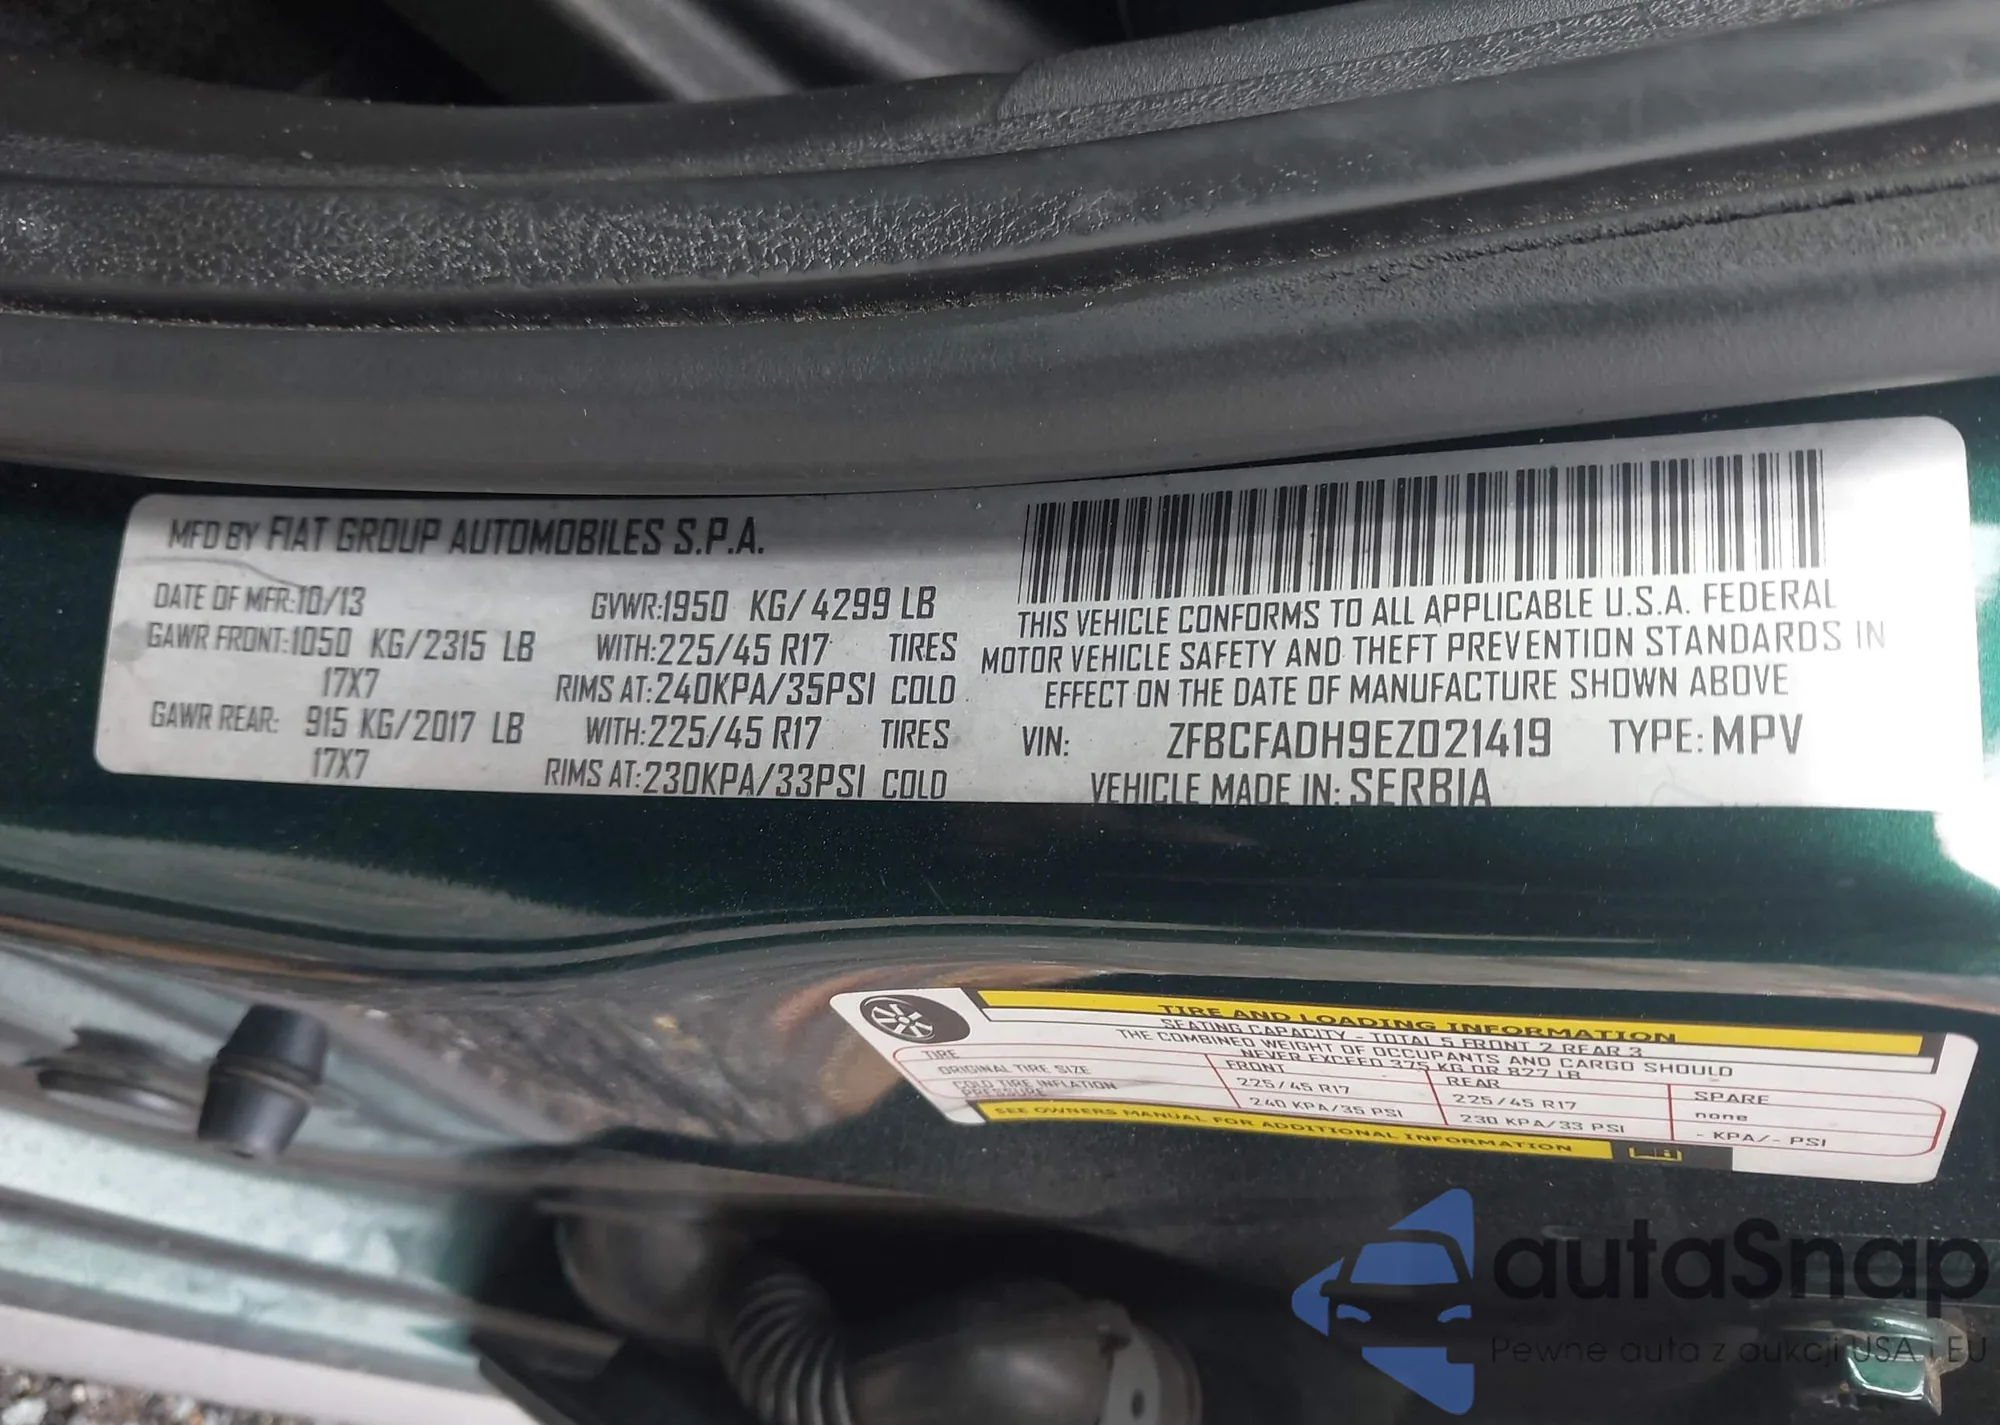 MFD BY FIAT GROUP AUTOMOBILES S.P.A.
DATE OF MFR:10/13 GVWR:1950 KG/4299 LB
GAWR FRONT:1050 KG/2315 LB WITH:225/45 R17 TIRES
17X7 RIMS AT:240KPA/35PSI COLD
GAWR REAR: 915 KG/2017 LB WITH:225/45 R17 TIRES
17X7 RIMS AT:230KPA/33PSI COLD
THIS VEHICLE CONFORMS TO ALL APPLICABLE U.S.A. FEDERAL
MOTOR VEHICLE SAFETY AND THEFT PREVENTION STANDARDS IN
EFFECT ON THE DATE OF MANUFACTURE SHOWN ABOVE
VIN: ZFBCFADH9EZ021419 TYPE: MPV
VEHICLE MADE IN: SERBIA
TIRE AND LOADING INFORMATION
SEATING CAPACITY - TOTAL 5 FRONT 2 REAR 3
THE COMBINED WEIGHT OF OCCUPANTS AND CARGO SHOULD
NEVER EXCEED 375 KG OR 827 LB
TIRE FRONT REAR SPARE
ORIGINAL TIRE SIZE 225/45 R17 225/45 R17 none
COLD TIRE INFLATION
PRESSURE 240 KPA/35 PSI 230 KPA/33 PSI - KPA/- PSI
SEE OWNERS MANUAL FOR ADDITIONAL INFORMATION
autaSnap
Pewne auta z aukcji USA i EU